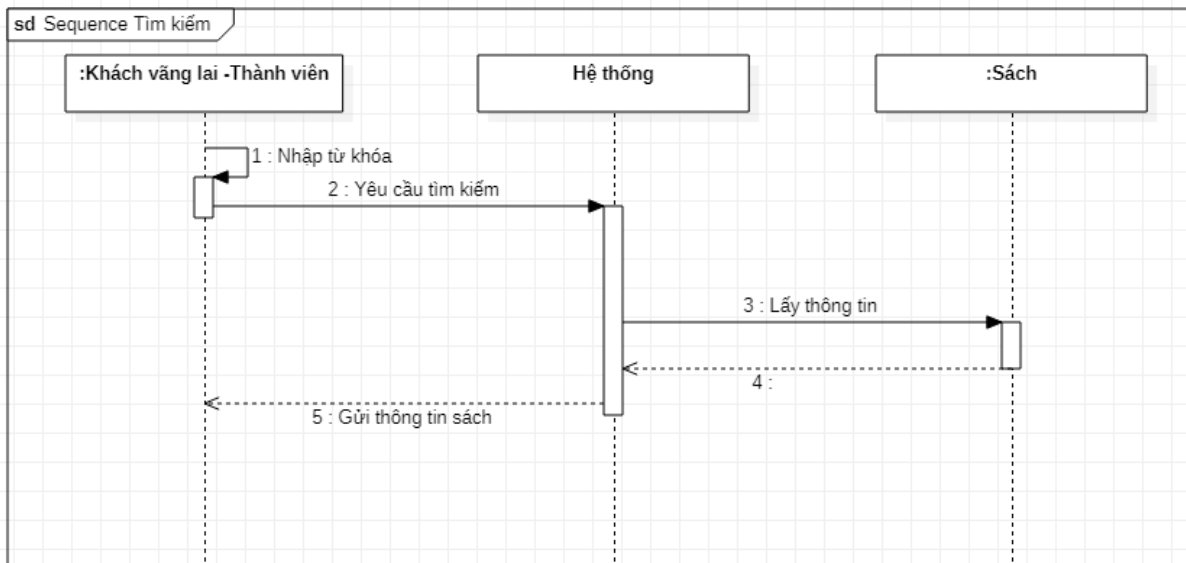 sd Sequence Tìm kiếm
:Khách vãng lai -Thành viên
Hệ thống
:Sách
1 : Nhập từ khóa
2 : Yêu cầu tìm kiếm
3 : Lấy thông tin
4 :
5 : Gửi thông tin sách